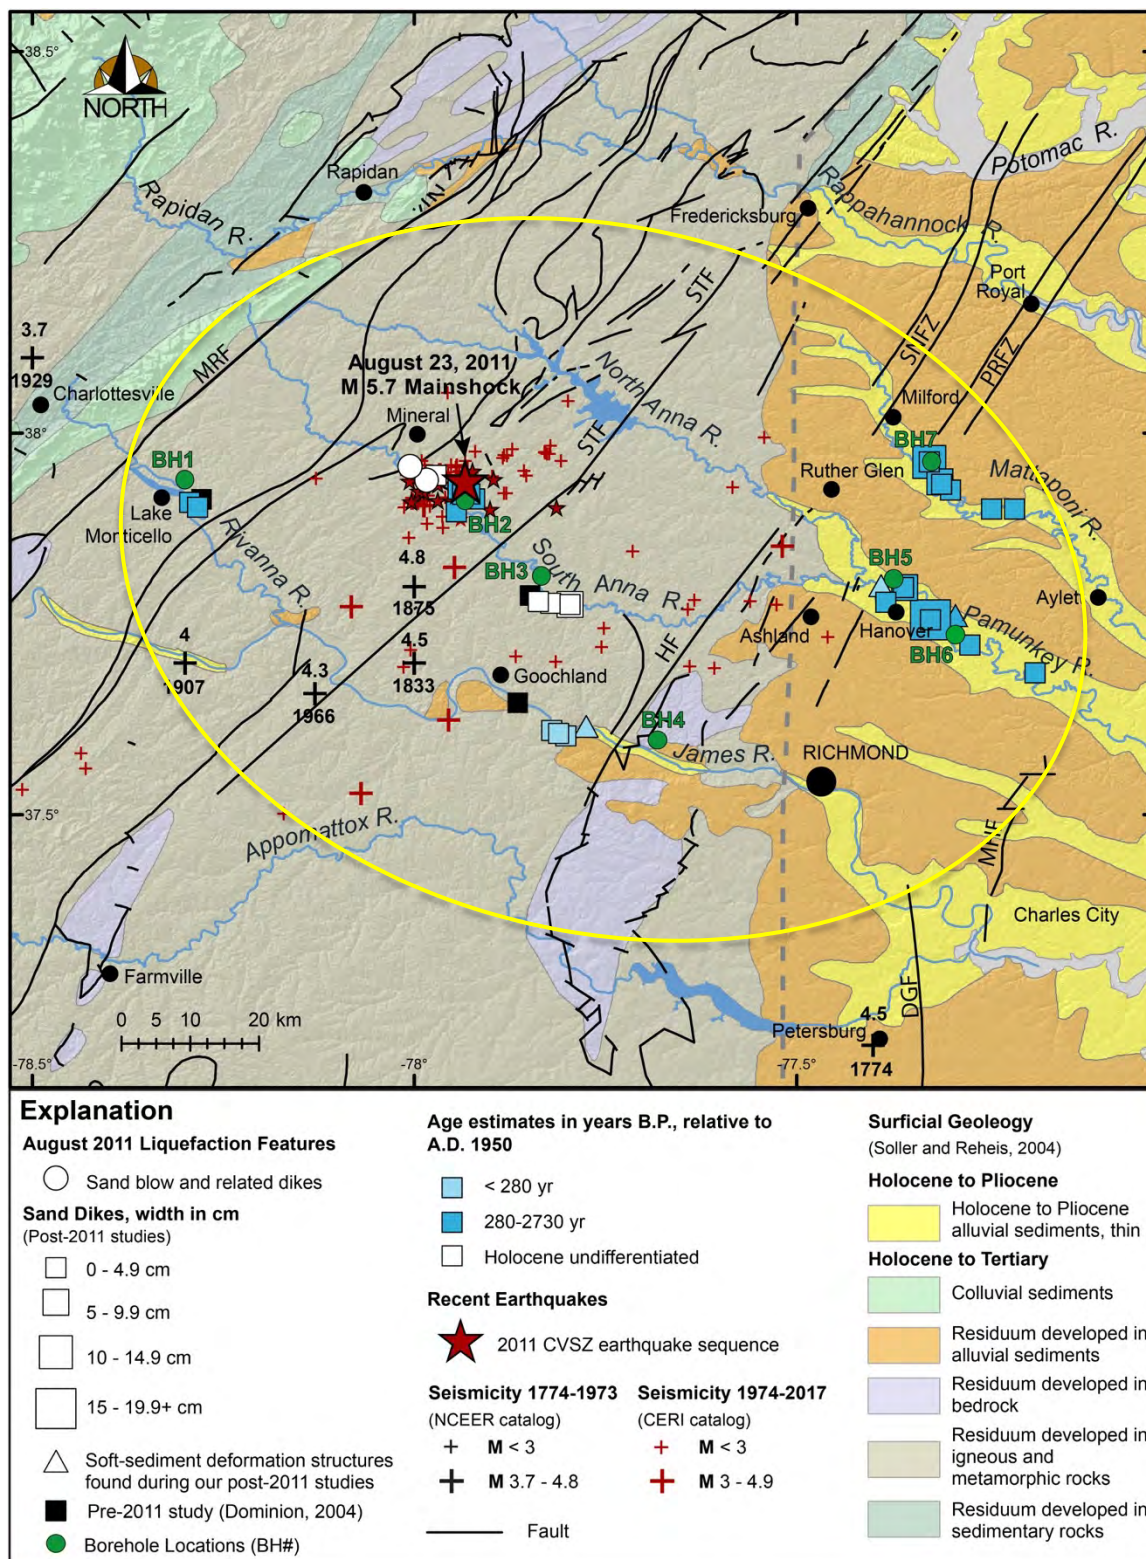 38.5°
NORTH
Rapidan
Rapidan R.
Potomac R.
Fredericksburg
Rappahannock R.
Port
Royal
STF
SHFZ
PRFZ
3.7
1929
MRF
Charlottesville
August 23, 2011
M 5.7 Mainshock
Mineral
North Anna R.
STF
Milford
38°
BH1
BH7
Ruther Glen
Mattaponi R.
Lake
Monticello
BH2
Rivanna R.
4.8
1875
BH3
South Anna R.
BH5
Aylett
Ashland
Hanover
Pamunkey R.
BH6
4
1907
4.3
1966
4.5
1833
HF
Goochland
BH4
James R.
RICHMOND
37.5°
Appomattox R.
MHF
Charles City
Farmville
DGF
0 5 10 20 km
4.5
Petersburg
1774
-78.5°
-78°
-77.5°
Explanation
August 2011 Liquefaction Features
Sand blow and related dikes
Sand Dikes, width in cm
(Post-2011 studies)
0 - 4.9 cm
5 - 9.9 cm
10 - 14.9 cm
15 - 19.9+ cm
Soft-sediment deformation structures
found during our post-2011 studies
Pre-2011 study (Dominion, 2004)
Borehole Locations (BH#)
Age estimates in years B.P., relative to
A.D. 1950
< 280 yr
280-2730 yr
Holocene undifferentiated
Recent Earthquakes
2011 CVSZ earthquake sequence
Seismicity 1774-1973
(NCEER catalog)
M < 3
M 3.7 - 4.8
Seismicity 1974-2017
(CERI catalog)
M < 3
M 3 - 4.9
Fault
Surficial Geology
(Soller and Reheis, 2004)
Holocene to Pliocene
Holocene to Pliocene
alluvial sediments, thin
Holocene to Tertiary
Colluvial sediments
Residuum developed in
alluvial sediments
Residuum developed in
bedrock
Residuum developed in
igneous and
metamorphic rocks
Residuum developed in
sedimentary rocks